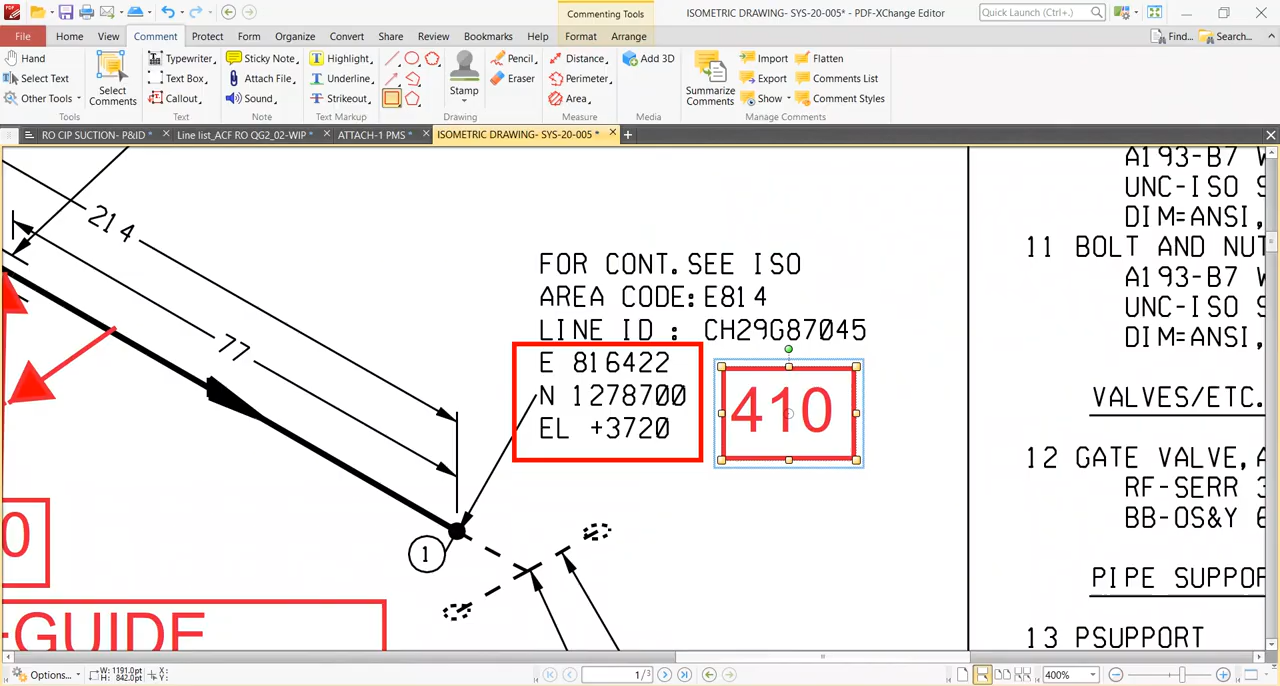 ISOMETRIC DRAWING- SYS-20-005* - PDF-XChange Editor
Commenting Tools
Quick Launch (Ctrl+.)
File Home View Comment Protect Form Organize Convert Share Review Bookmarks Help Format Arrange
Find... Search...
Hand
Select Text
Other Tools
Select Comments
Tools
Typewriter
Text Box
Callout
Text
Sticky Note
Attach File
Sound
Note
Highlight
Underline
Strikeout
Text Markup
Pencil
Eraser
Drawing
Stamp
Distance
Perimeter
Area
Measure
Add 3D
Media
Summarize Comments
Import
Export
Show
Flatten
Comments List
Comment Styles
Manage Comments
RO CIP SUCTION- P&ID *
Line list_ACF RO QG2_02-WIP *
ATTACH-1 PMS *
ISOMETRIC DRAWING- SYS-20-005 *
214
77
FOR CONT.SEE ISO
AREA CODE:E814
LINE ID : CH29G87045
E 816422
N 1278700
EL +3720
410
1
0
-GUIDE
A193-B7 W
UNC-ISO S
DIM=ANSI,
11 BOLT AND NUT
A193-B7 W
UNC-ISO S
DIM=ANSI,
VALVES/ETC.
12 GATE VALVE,A
RF-SERR 3
BB-OS&Y 6
PIPE SUPPOR
13 PSUPPORT
Options...
W: 1191.0pt
H: 842.0pt
X:
Y:
1/3
400%